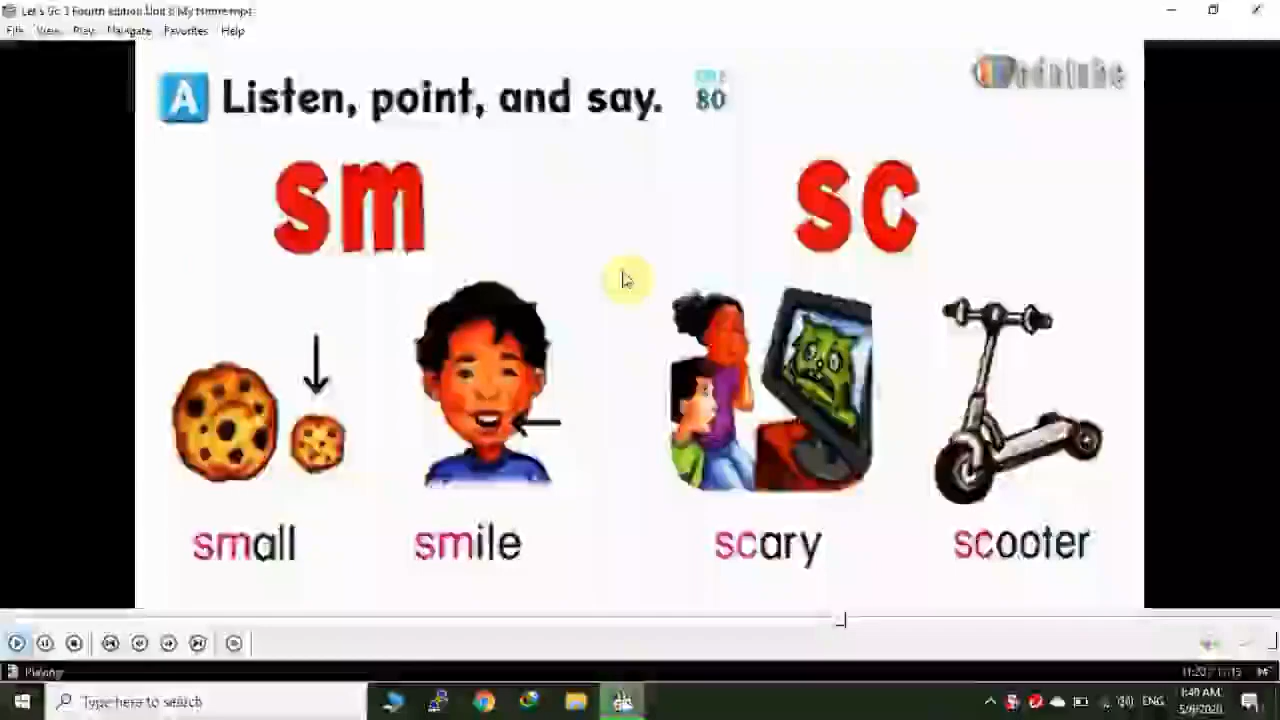 File View Play Navigate Favorites Help
A Listen, point, and say. 80
sm sc
small smile scary scooter
Type here to search
ENG